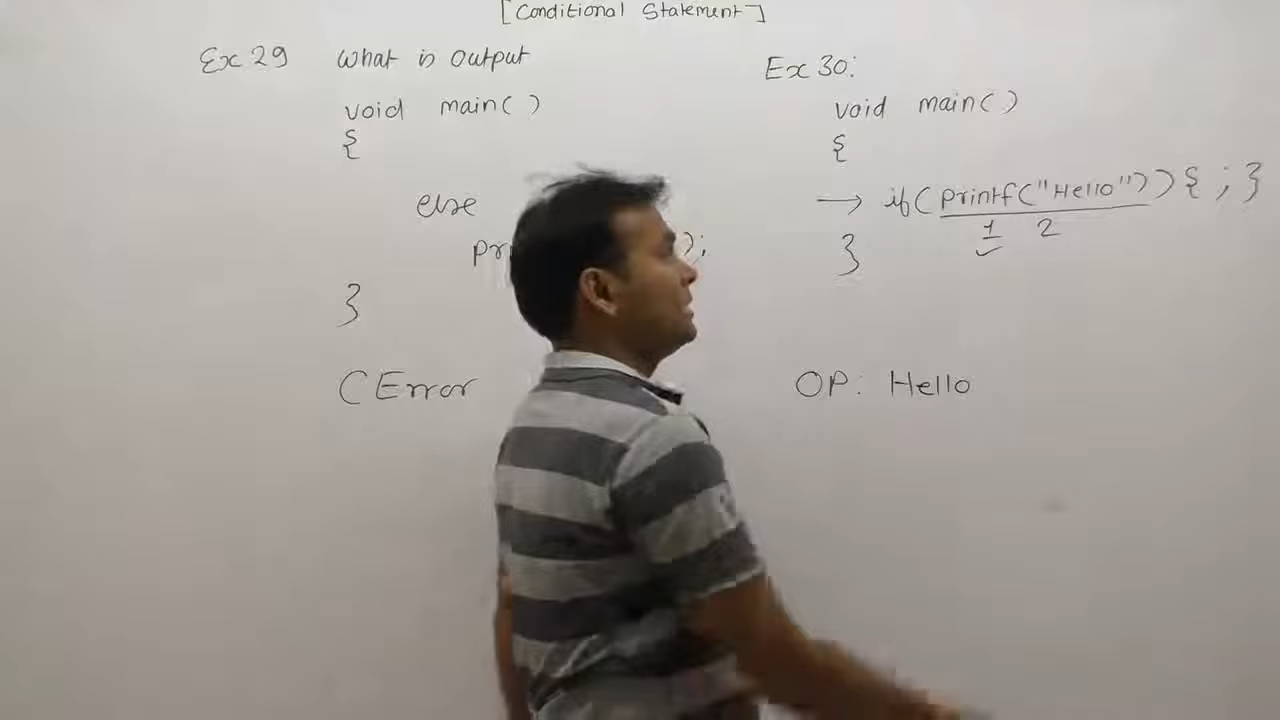 [Conditional Statement]
Ex 29 What is output
void main()
{
else
);
}
CError
Ex 30:
void main()
{
→ if(printf("Hello")){ ; }
1 2
}
OP: Hello